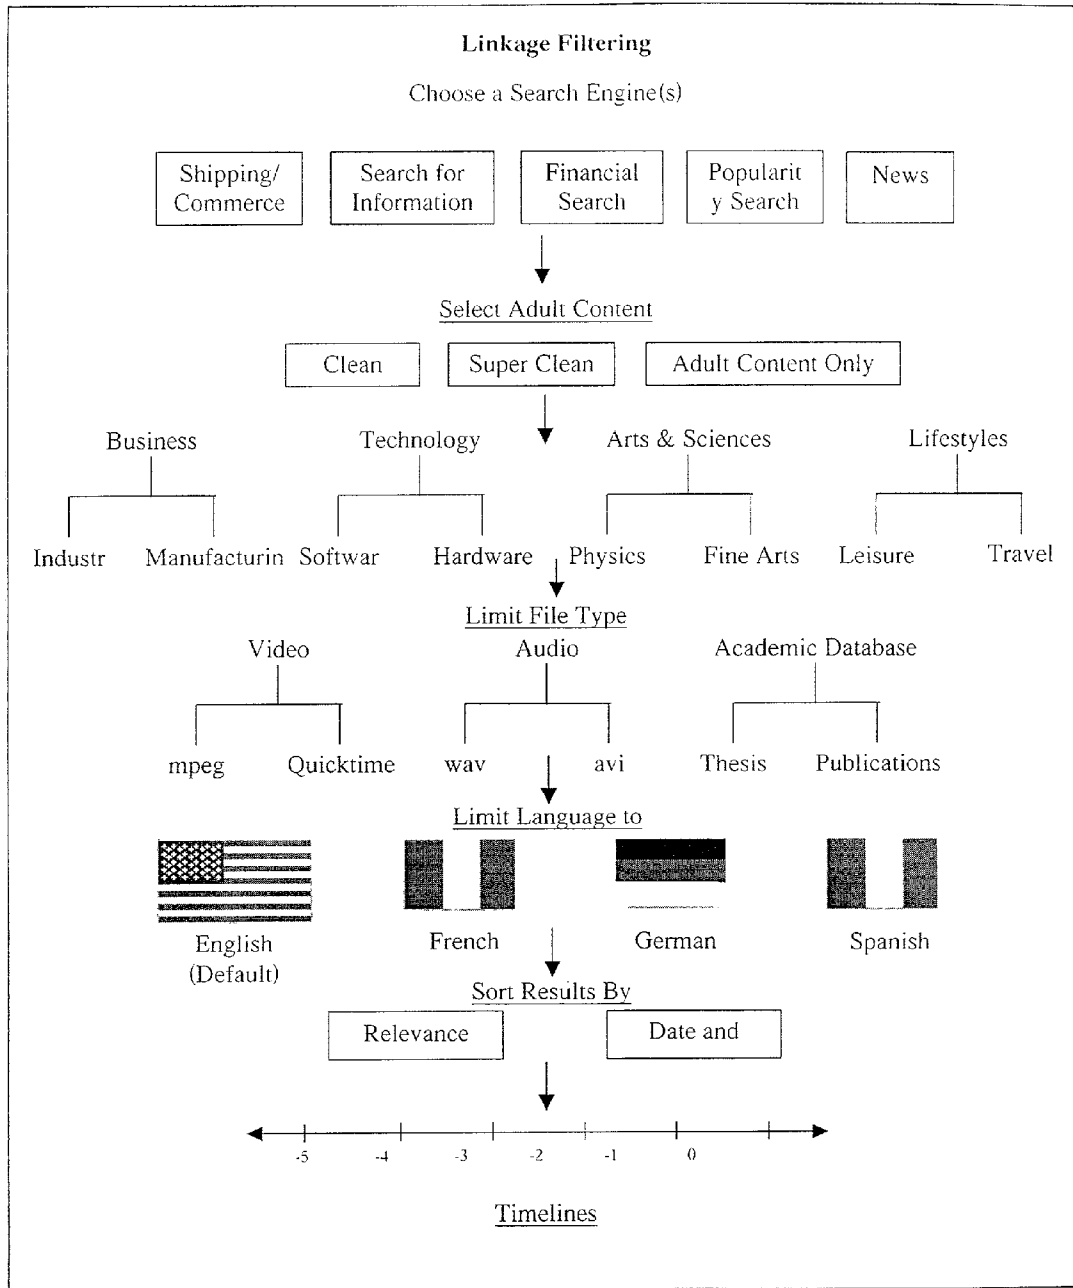 Linkage Filtering
Choose a Search Engine(s)
Shipping/
Commerce
Search for
Information
Financial
Search
Popularit
y Search
News
Select Adult Content
Clean
Super Clean
Adult Content Only
Business
Technology
Arts & Sciences
Lifestyles
Industr
Manufacturin
Softwar
Hardware
Physics
Fine Arts
Leisure
Travel
Limit File Type
Video
Audio
Academic Database
mpeg
Quicktime
wav
avi
Thesis
Publications
Limit Language to
English
(Default)
French
German
Spanish
Sort Results By
Relevance
Date and
-5
-4
-3
-2
-1
0
Timelines